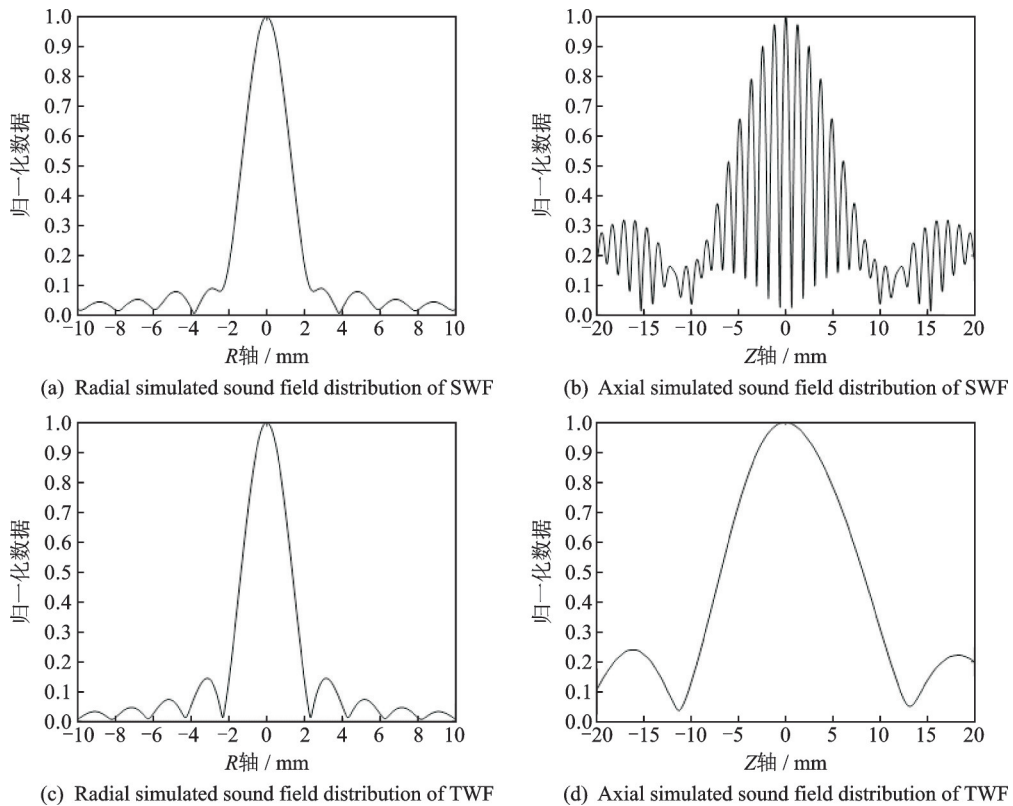 1.0
0.9
0.8
0.7
0.6
0.5
0.4
0.3
0.2
0.1
0.0
归一化数据
−10 −8 −6 −4 −2 0 2 4 6 8 10
R轴 / mm
(a) Radial simulated sound field distribution of SWF
1.0
0.9
0.8
0.7
0.6
0.5
0.4
0.3
0.2
0.1
0.0
归一化数据
−20 −15 −10 −5 0 5 10 15 20
Z轴 / mm
(b) Axial simulated sound field distribution of SWF
1.0
0.9
0.8
0.7
0.6
0.5
0.4
0.3
0.2
0.1
0.0
归一化数据
−10 −8 −6 −4 −2 0 2 4 6 8 10
R轴 / mm
(c) Radial simulated sound field distribution of TWF
1.0
0.9
0.8
0.7
0.6
0.5
0.4
0.3
0.2
0.1
0.0
归一化数据
−20 −15 −10 −5 0 5 10 15 20
Z轴 / mm
(d) Axial simulated sound field distribution of TWF